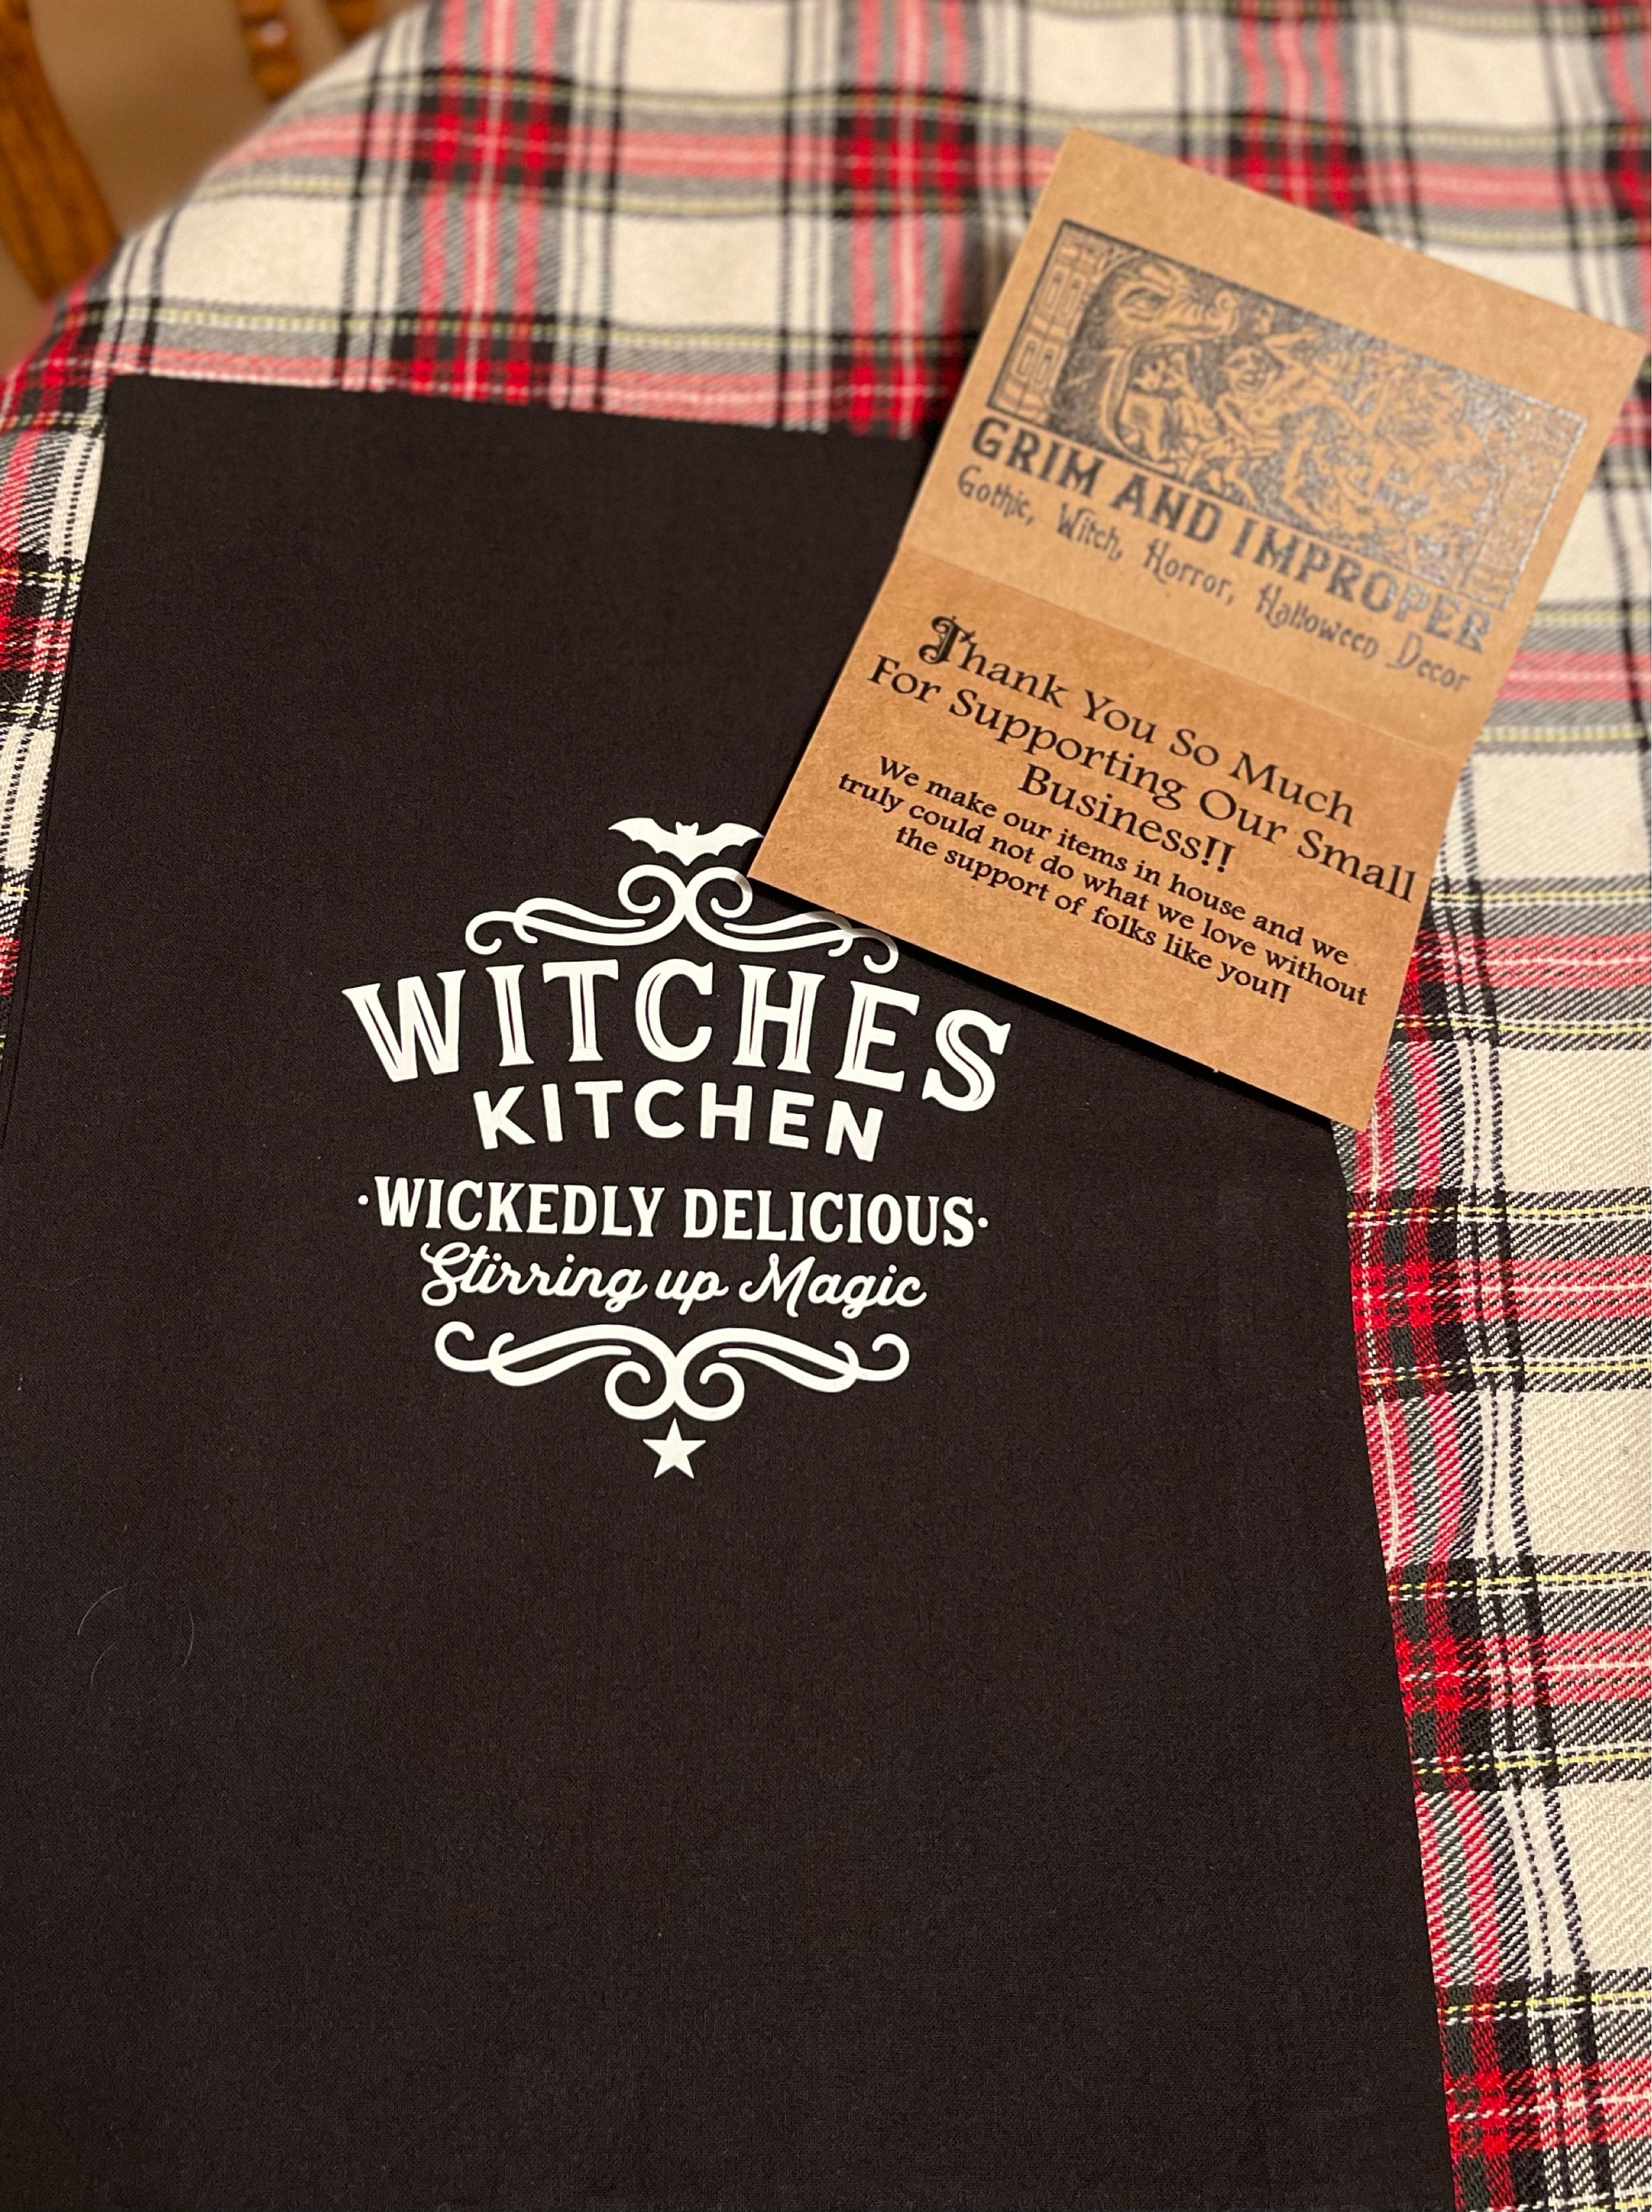 GRIM AND IMPROPER
Gothic, Witch, Horror, Halloween Decor
Thank You So Much
For Supporting Our Small
Business!!
We make our items in house and we
truly could not do what we love without
the support of folks like you!!
WITCHES
KITCHEN
·WICKEDLY DELICIOUS·
Stirring up Magic